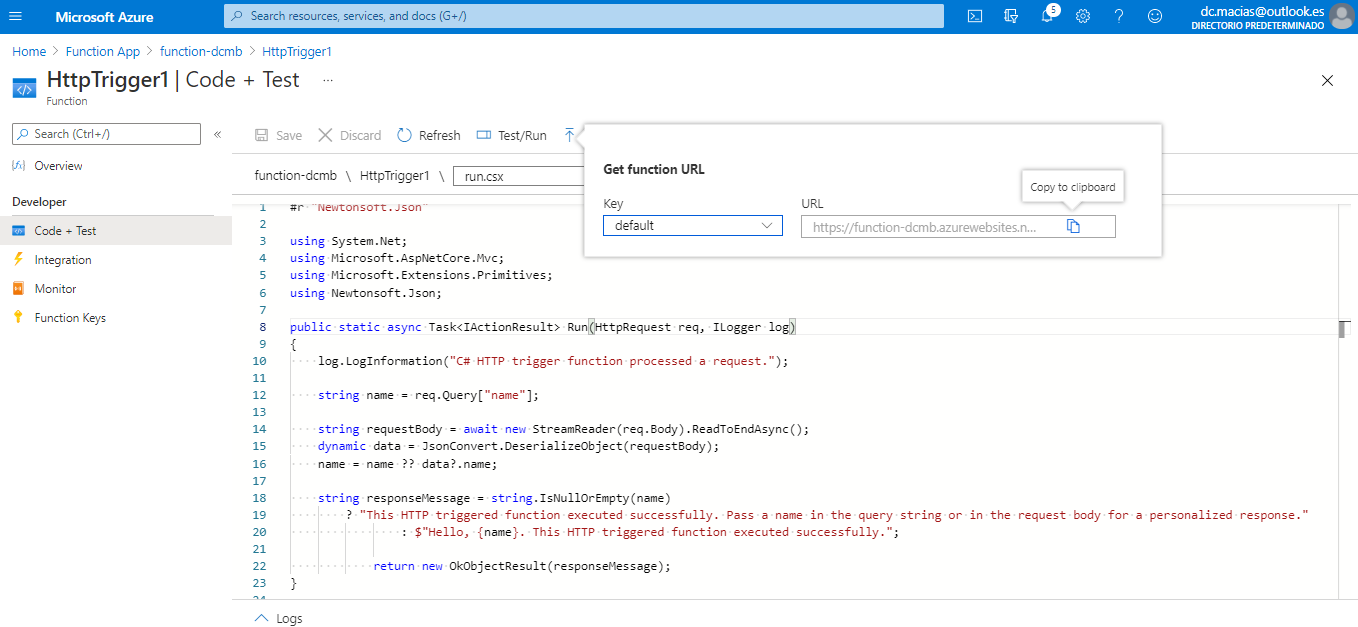 Microsoft Azure
Search resources, services, and docs (G+/)
5
dc.macias@outlook.es
DIRECTORIO PREDETERMINADO
Home > Function App > function-dcmb > HttpTrigger1
HttpTrigger1 | Code + Test ...
Function
Search (Ctrl+/)
«
Overview
Developer
Code + Test
Integration
Monitor
Function Keys
Save
Discard
Refresh
Test/Run
function-dcmb \ HttpTrigger1 \ run.csx
Get function URL
Copy to clipboard
Key
default
URL
https://function-dcmb.azurewebsites.n...
1 #r "Newtonsoft.Json"
2
3 using System.Net;
4 using Microsoft.AspNetCore.Mvc;
5 using Microsoft.Extensions.Primitives;
6 using Newtonsoft.Json;
7
8 public static async Task<IActionResult> Run(HttpRequest req, ILogger log)
9 {
10 log.LogInformation("C# HTTP trigger function processed a request.");
11
12 string name = req.Query["name"];
13
14 string requestBody = await new StreamReader(req.Body).ReadToEndAsync();
15 dynamic data = JsonConvert.DeserializeObject(requestBody);
16 name = name ?? data?.name;
17
18 string responseMessage = string.IsNullOrEmpty(name)
19 ? "This HTTP triggered function executed successfully. Pass a name in the query string or in the request body for a personalized response."
20 : $"Hello, {name}. This HTTP triggered function executed successfully.";
21
22 return new OkObjectResult(responseMessage);
23 }
24
Logs